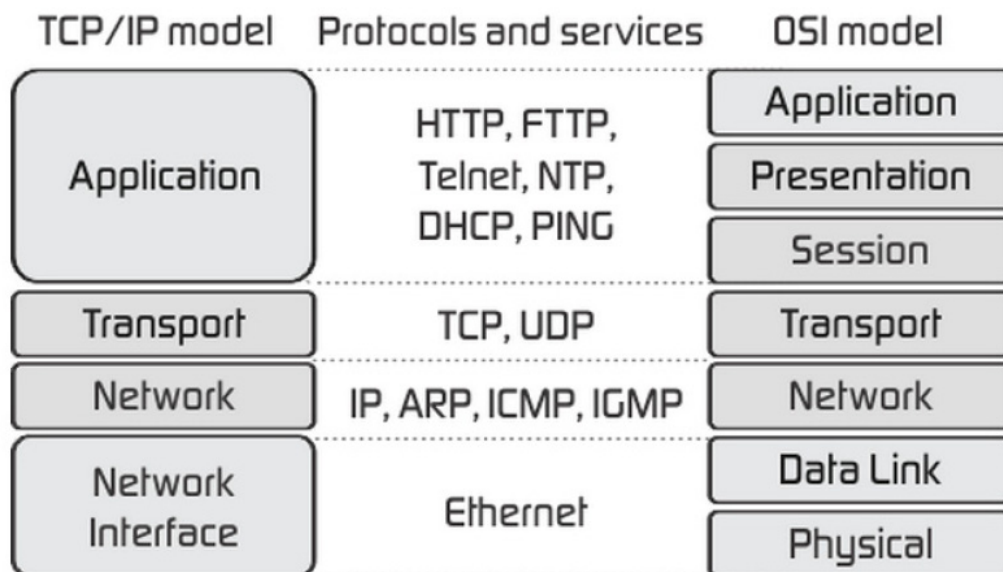 TCP/IP model Protocols and services OSI model
Application
HTTP, FTTP,
Telnet, NTP,
DHCP, PING
Application
Presentation
Session
Transport
TCP, UDP
Transport
Network
IP, ARP, ICMP, IGMP
Network
Network
Interface
Ethernet
Data Link
Physical